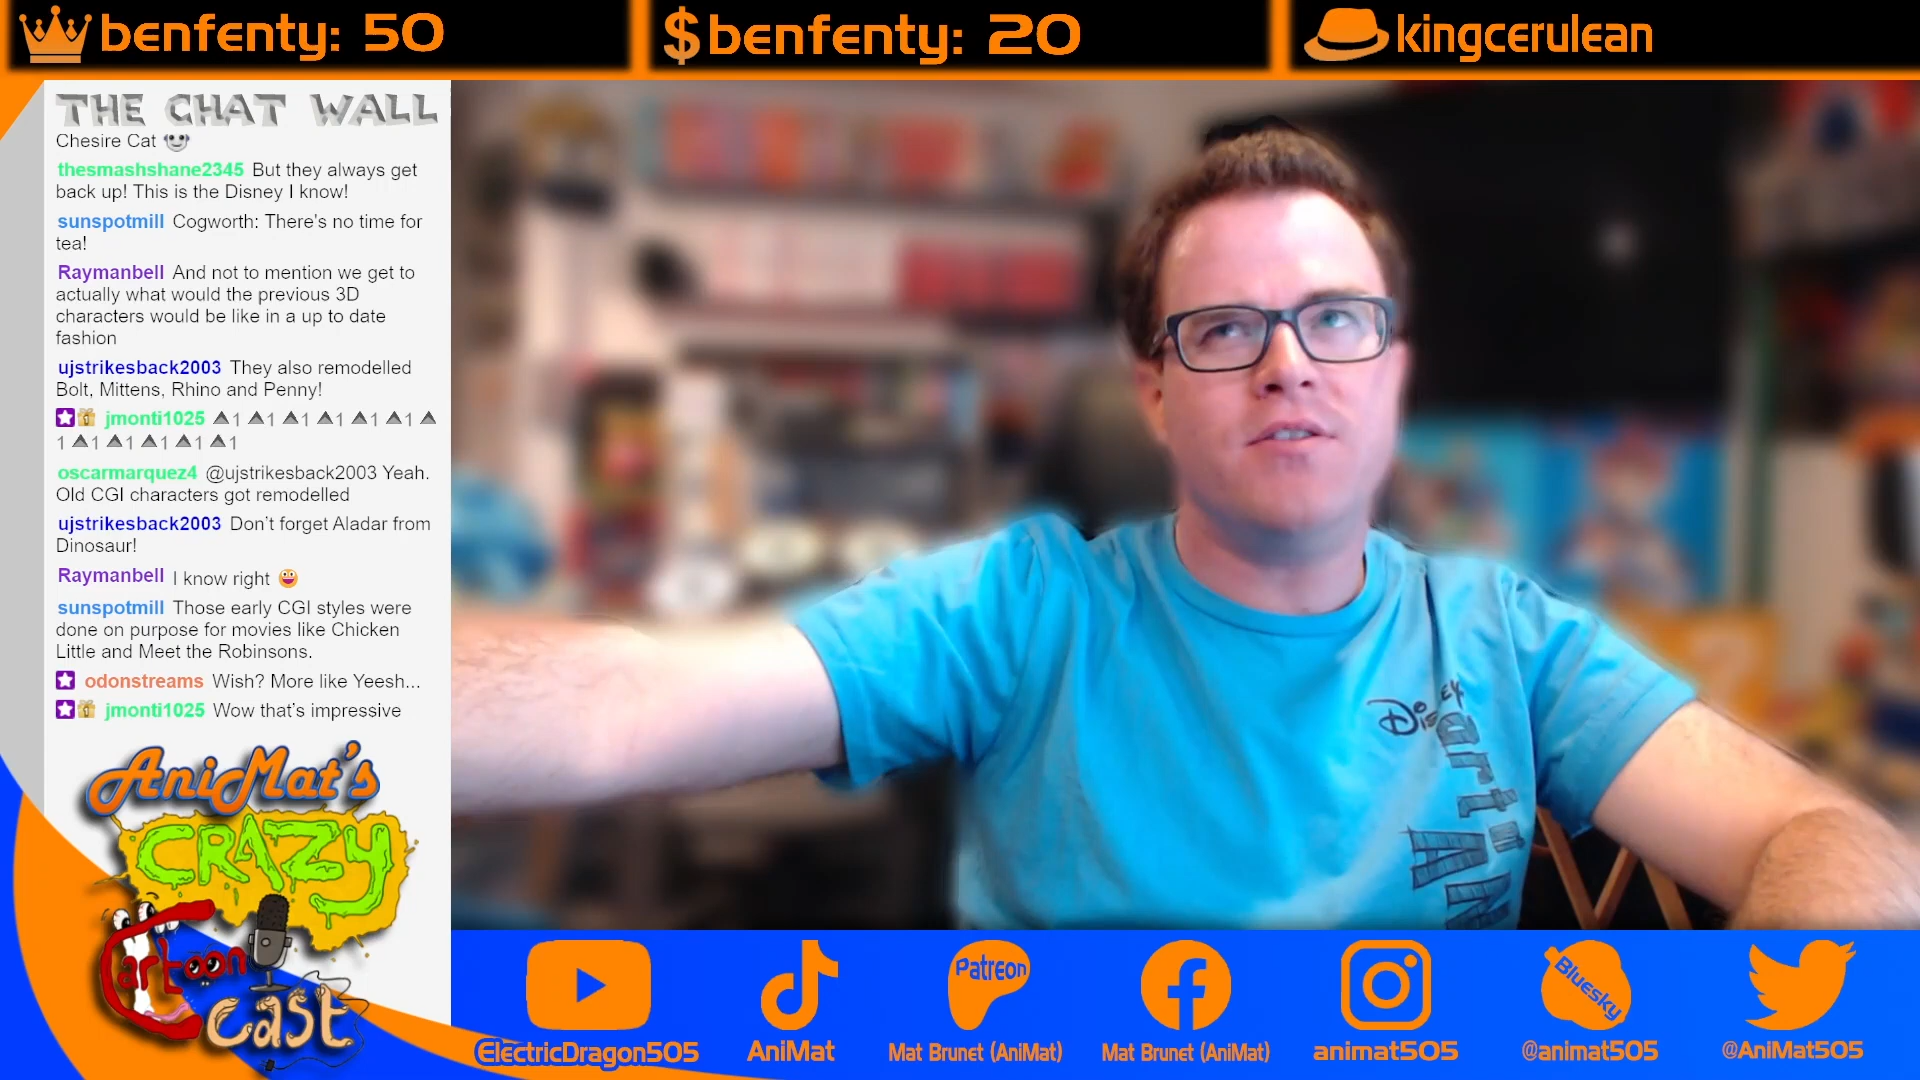 benfenty: 50
$ benfenty: 20
kingcerulean
THE CHAT WALL
Chesire Cat
thesmashshane2345 But they always get
back up! This is the Disney I know!
sunspotmill Cogworth: There's no time for
tea!
Raymanbell And not to mention we get to
actually what would the previous 3D
characters would be like in a up to date
fashion
ujstrikesback2003 They also remodelled
Bolt, Mittens, Rhino and Penny!
jmonti1025 1 1 1 1 1 1
1 1 1 1 1 1
oscarmarquez4 @ujstrikesback2003 Yeah.
Old CGI characters got remodelled
ujstrikesback2003 Don't forget Aladar from
Dinosaur!
Raymanbell I know right
sunspotmill Those early CGI styles were
done on purpose for movies like Chicken
Little and Meet the Robinsons.
odonstreams Wish? More like Yeesh...
jmonti1025 Wow that's impressive
AniMat's
CRAZY
Cartoon
Cast
Disney
Patreon
Bluesky
ElectricDragon505
AniMat
Mat Brunet (AniMat)
Mat Brunet (AniMat)
animat505
@animat505
@AniMat505